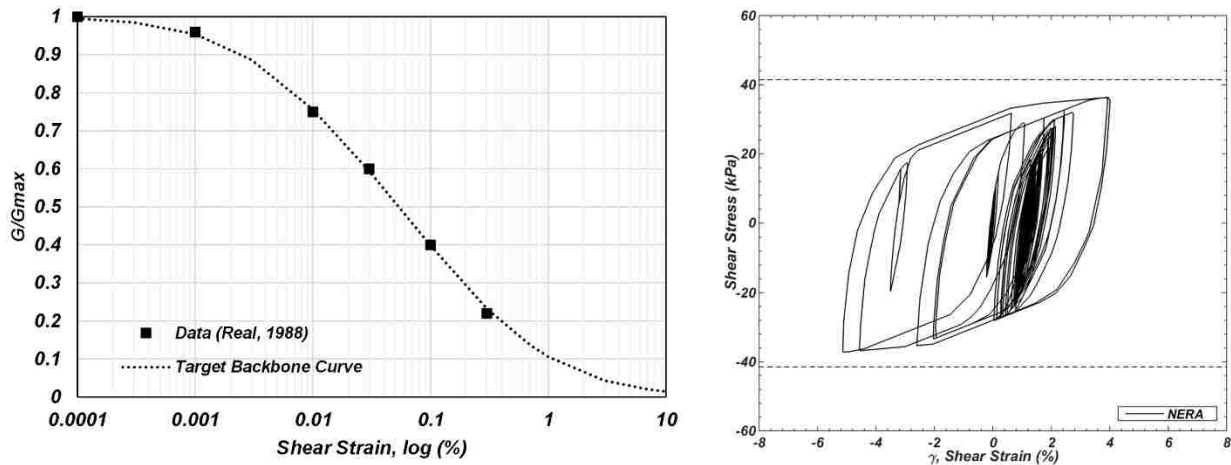 1
0.9
0.8
0.7
0.6
0.5
0.4
0.3
0.2
0.1
0
G/Gmax
Data (Real, 1988)
Target Backbone Curve
0.0001 0.001 0.01 0.1 1 10
Shear Strain, log (%)
60
40
20
0
-20
-40
-60
Shear Stress (kPa)
NERA
-8 -6 -4 -2 0 2 4 6 8
γ, Shear Strain (%)